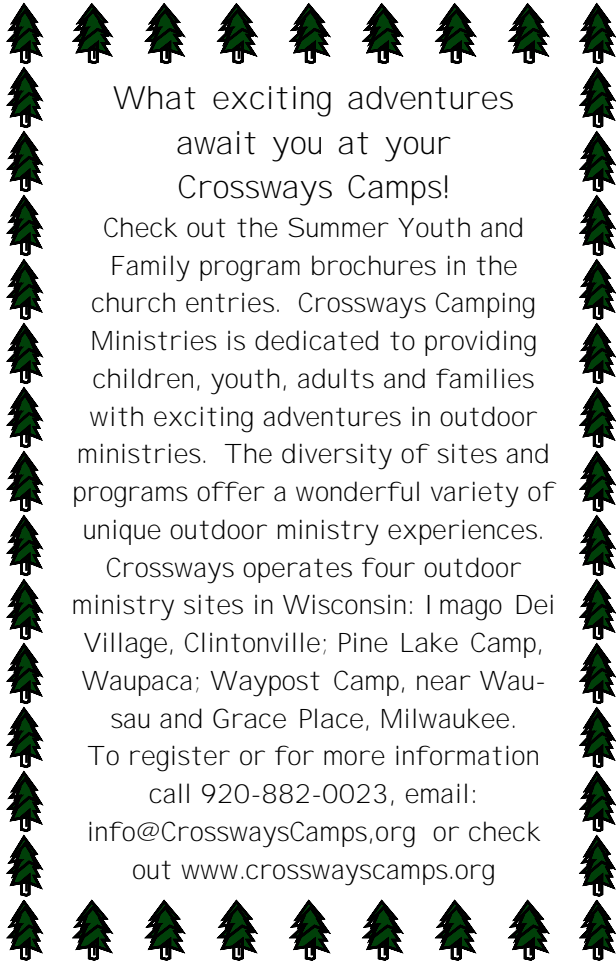 What exciting adventures
await you at your
Crossways Camps!
Check out the Summer Youth and
Family program brochures in the
church entries. Crossways Camping
Ministries is dedicated to providing
children, youth, adults and families
with exciting adventures in outdoor
ministries. The diversity of sites and
programs offer a wonderful variety of
unique outdoor ministry experiences.
Crossways operates four outdoor
ministry sites in Wisconsin: Imago Dei
Village, Clintonville; Pine Lake Camp,
Waupaca; Waypost Camp, near Wau-
sau and Grace Place, Milwaukee.
To register or for more information
call 920-882-0023, email:
info@CrosswaysCamps,org or check
out www.crosswayscamps.org